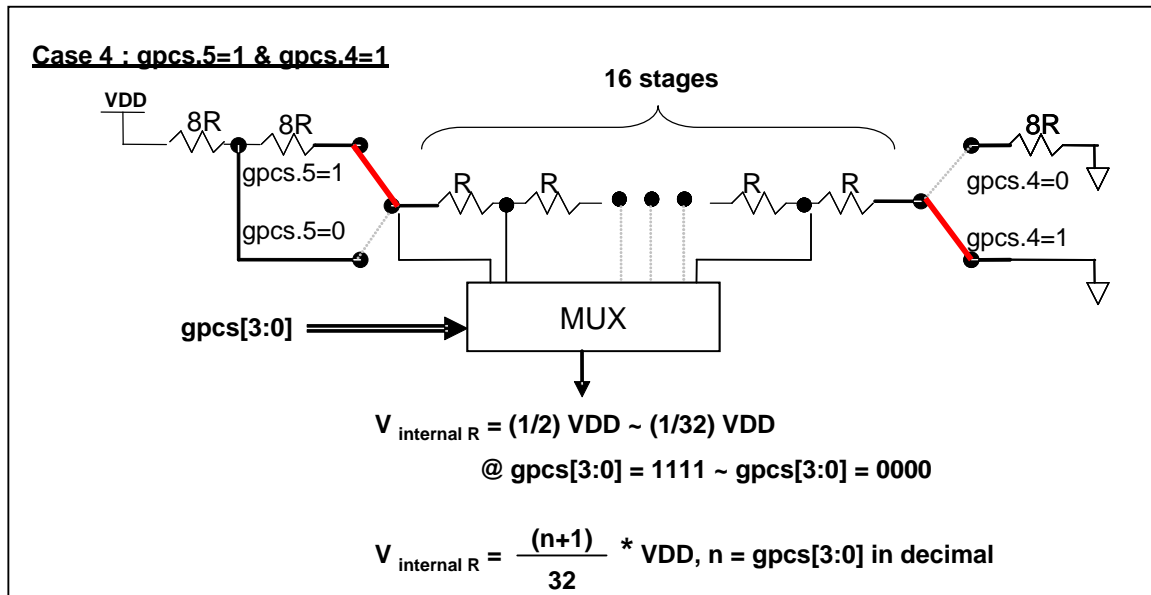 Case 4 : gpcs.5=1 & gpcs.4=1
16 stages
VDD
8R
8R
8R
gpcs.5=1
gpcs.4=0
R
R
R
R
gpcs.5=0
gpcs.4=1
gpcs[3:0]
MUX
V internal R = (1/2) VDD ~ (1/32) VDD
@ gpcs[3:0] = 1111 ~ gpcs[3:0] = 0000
V internal R = (n+1) / 32 * VDD, n = gpcs[3:0] in decimal